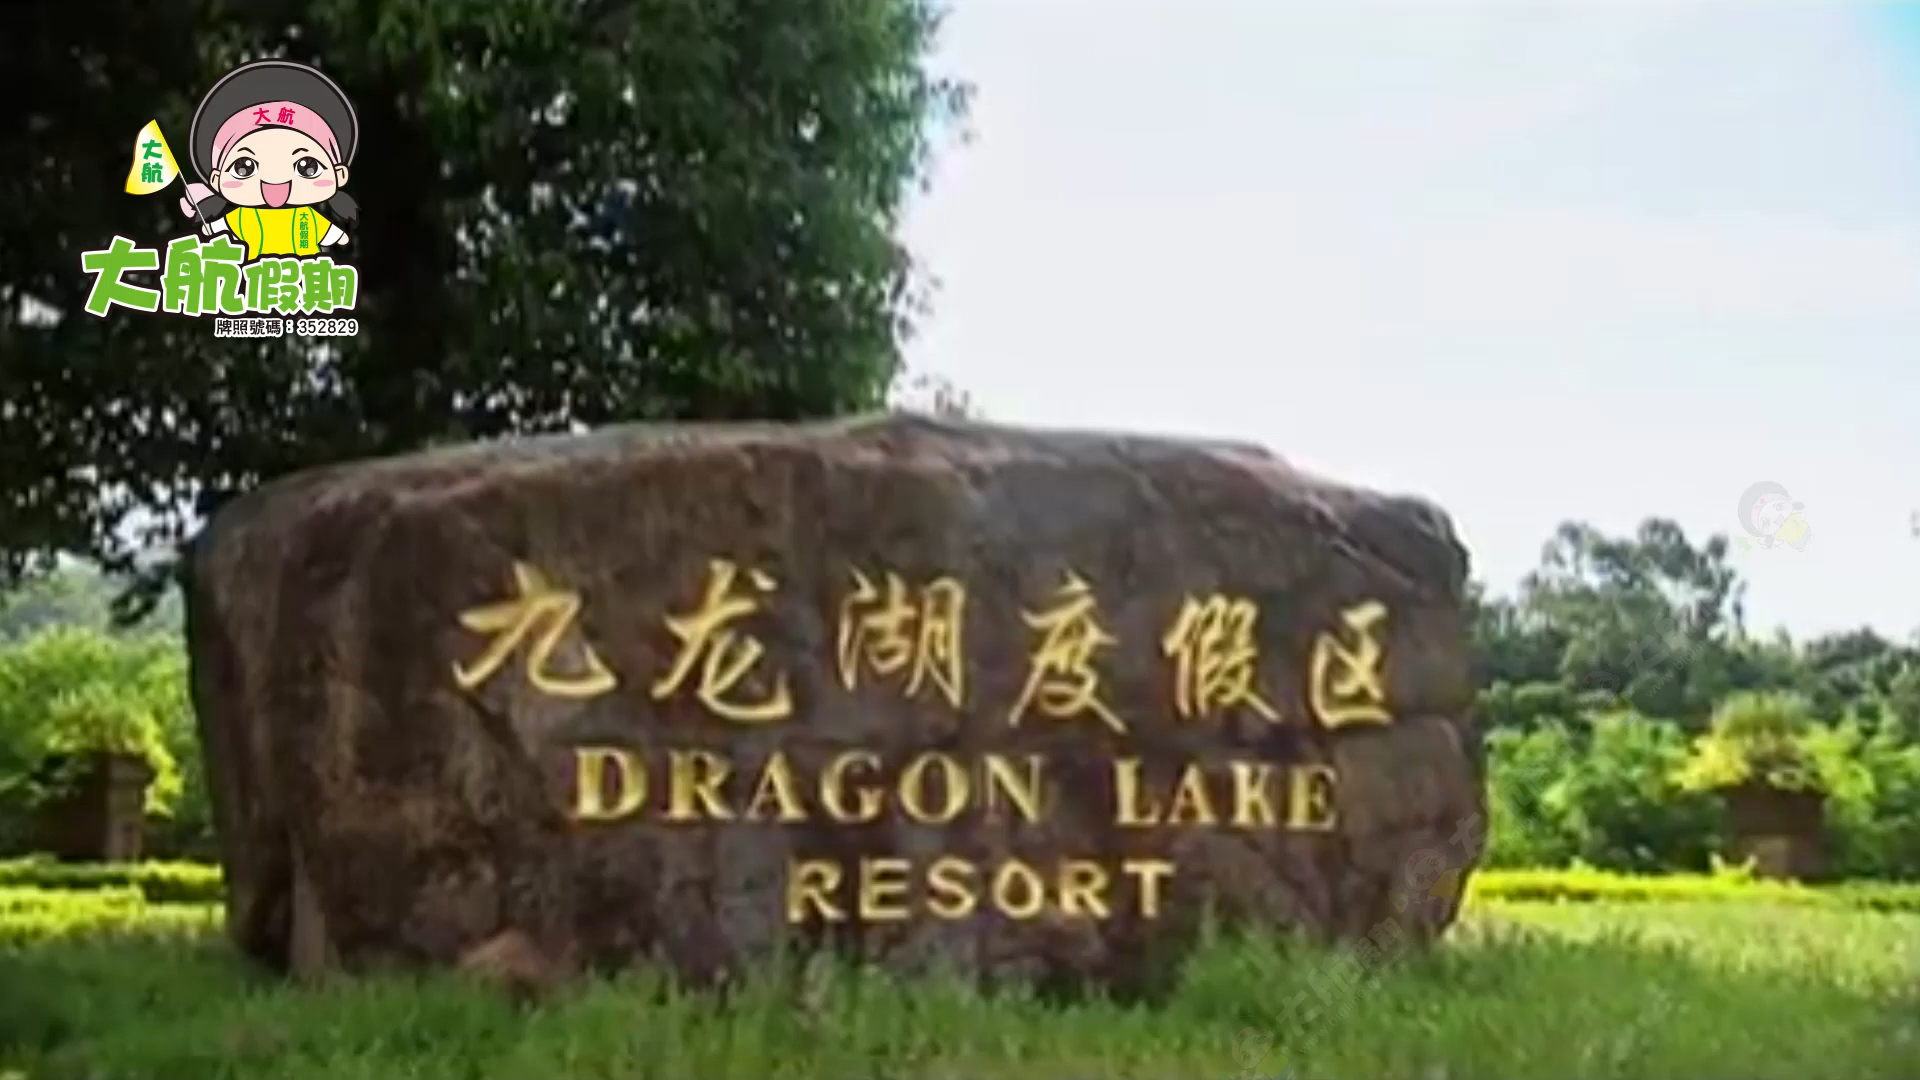 大航
大航
大航假期
大航假期
牌照號碼：352829
九龙湖度假区
DRAGON LAKE
RESORT